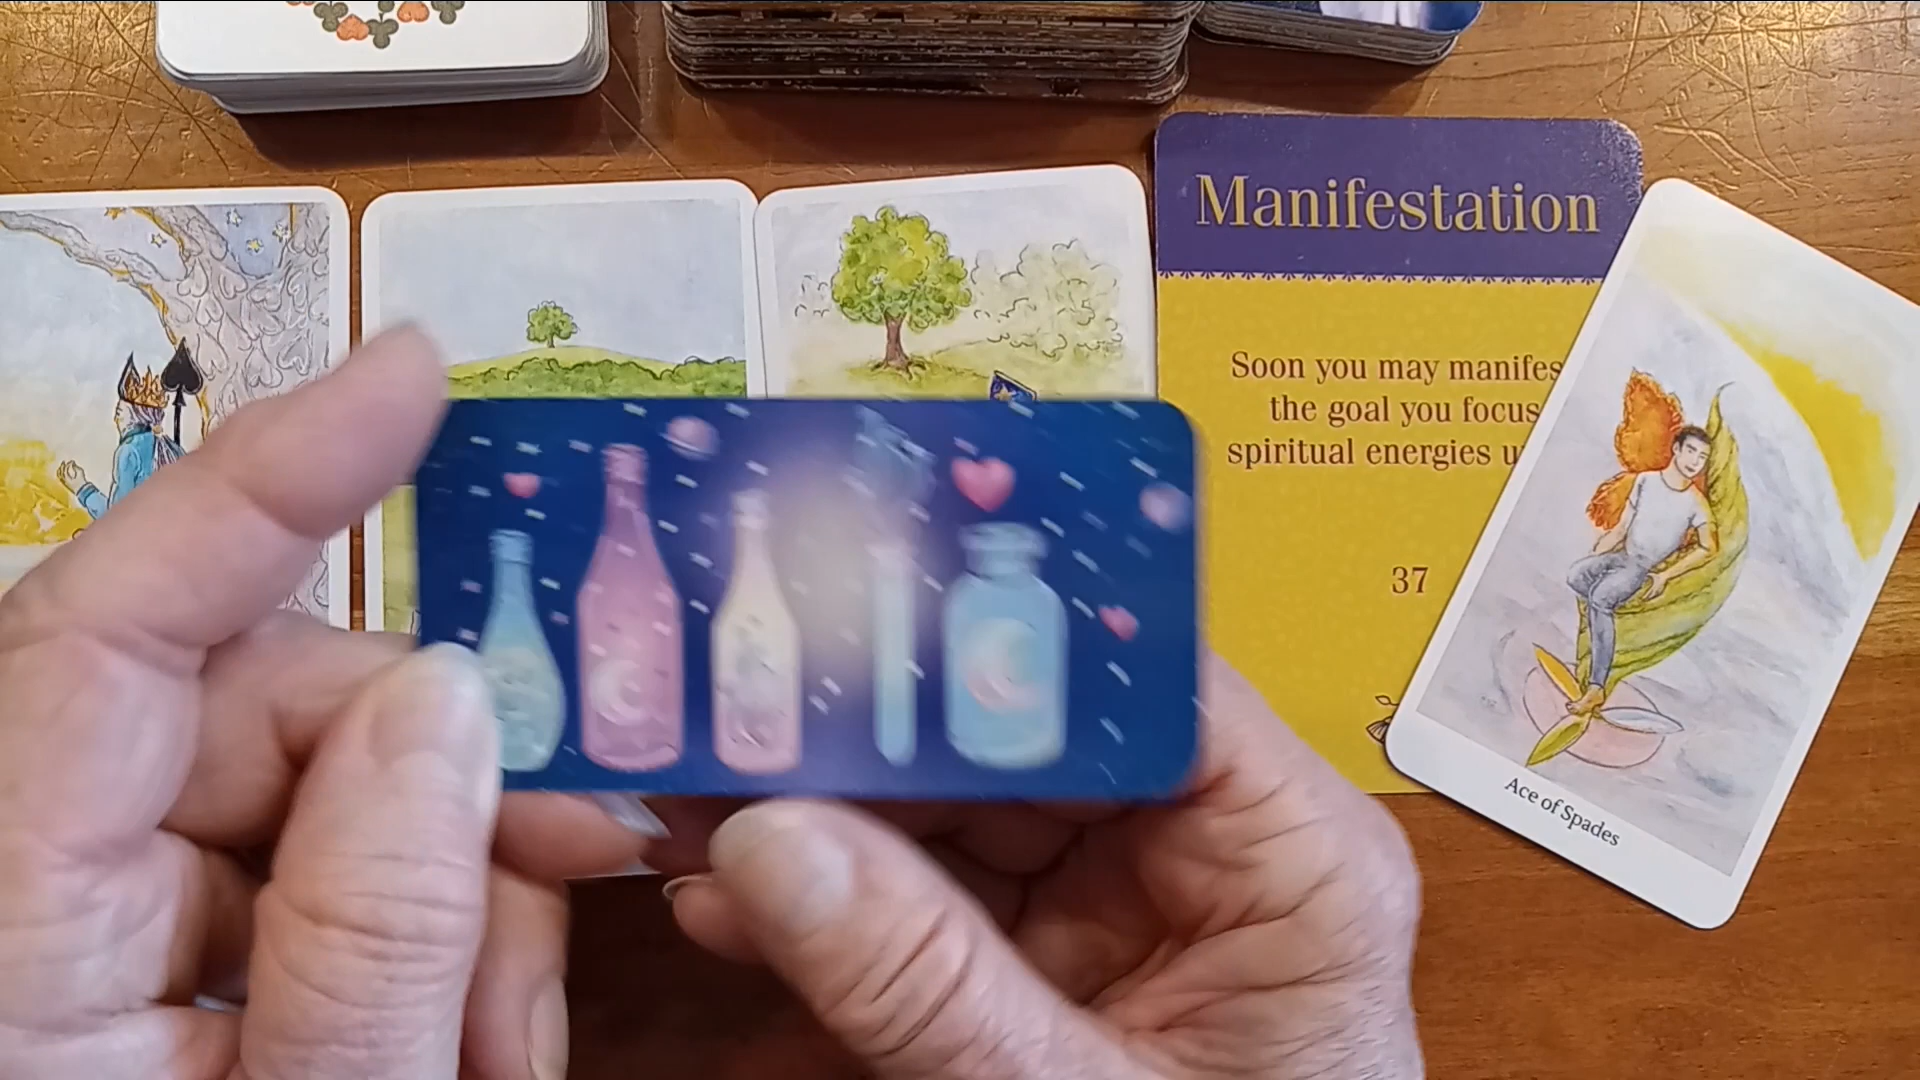 Manifestation
Soon you may manifes
the goal you focus
spiritual energies u
37
Ace of Spades